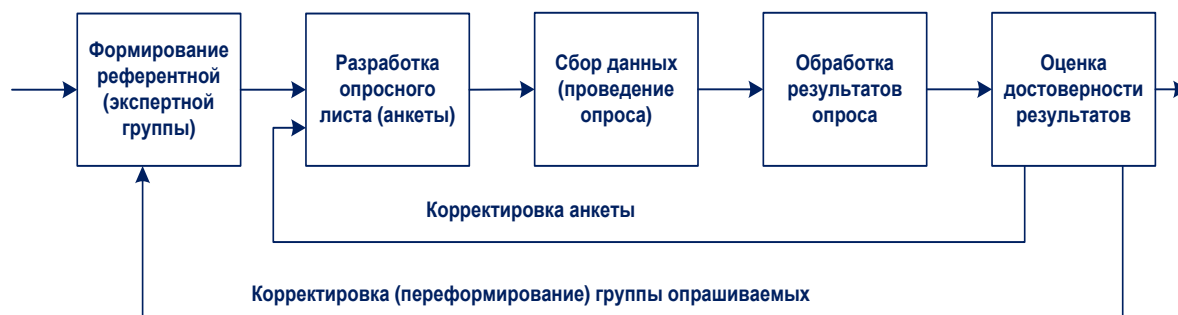 Формирование
референтной
(экспертной
группы)
Разработка
опросного
листа (анкеты)
Сбор данных
(проведение
опроса)
Обработка
результатов
опроса
Оценка
достоверности
результатов
Корректировка анкеты
Корректировка (переформирование) группы опрашиваемых